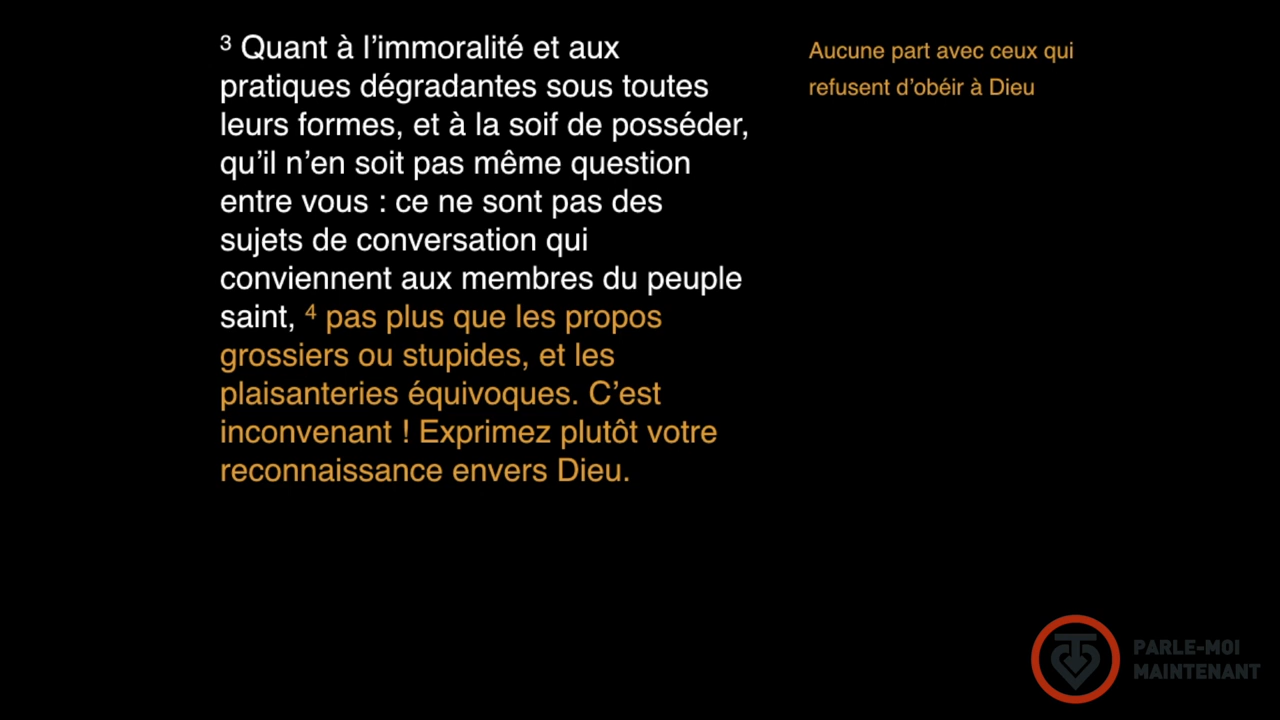 ³ Quant à l’immoralité et aux
pratiques dégradantes sous toutes
leurs formes, et à la soif de posséder,
qu’il n’en soit pas même question
entre vous : ce ne sont pas des
sujets de conversation qui
conviennent aux membres du peuple
saint, ⁴ pas plus que les propos
grossiers ou stupides, et les
plaisanteries équivoques. C’est
inconvenant ! Exprimez plutôt votre
reconnaissance envers Dieu.
Aucune part avec ceux qui
refusent d’obéir à Dieu
PARLE-MOI
MAINTENANT